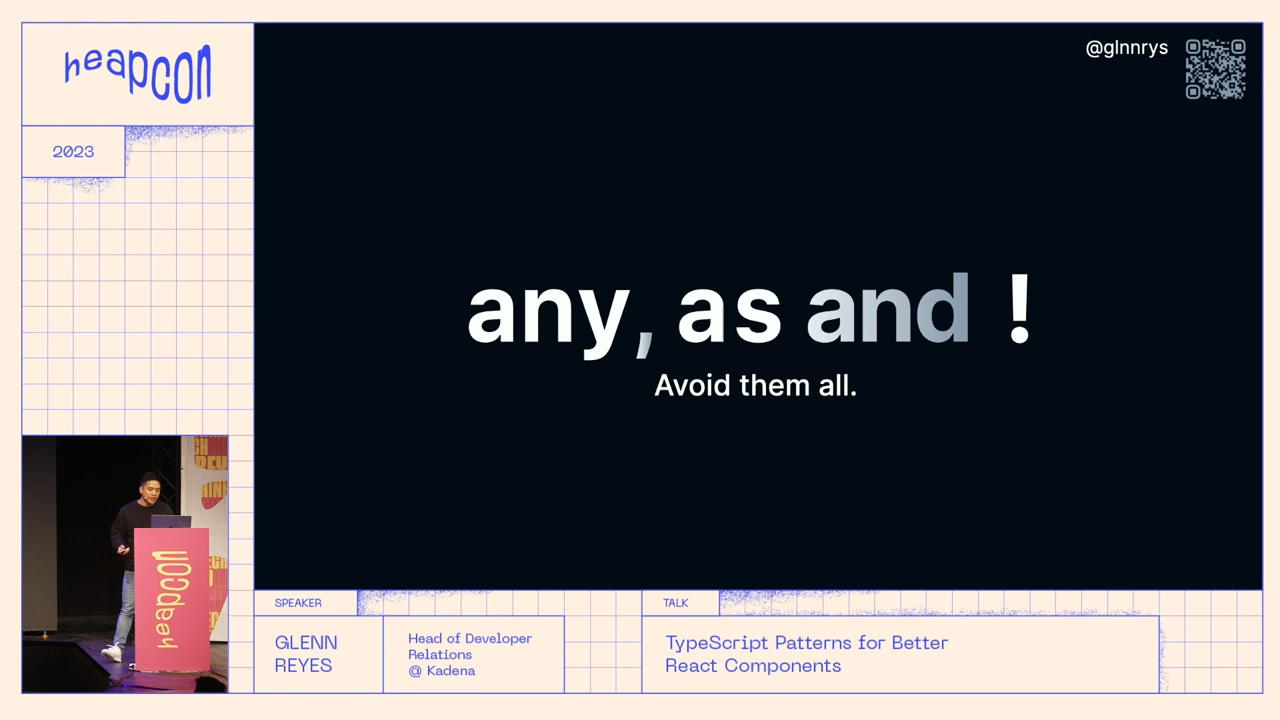 heapcon
2023
@glnnrys
any, as and !
Avoid them all.
heapcon
SPEAKER
GLENN
REYES
Head of Developer
Relations
@ Kadena
TALK
TypeScript Patterns for Better
React Components